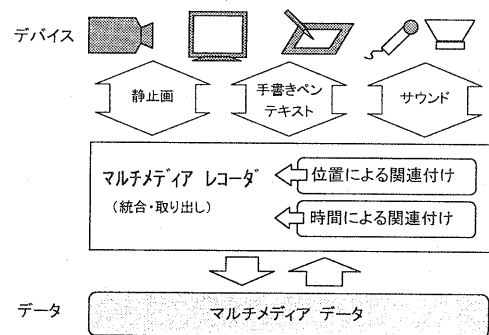 デバイス
静止画
手書きペン
テキスト
サウンド
マルチメディア レコーダ
(統合・取り出し)
位置による関連付け
時間による関連付け
データ
マルチメディア データ